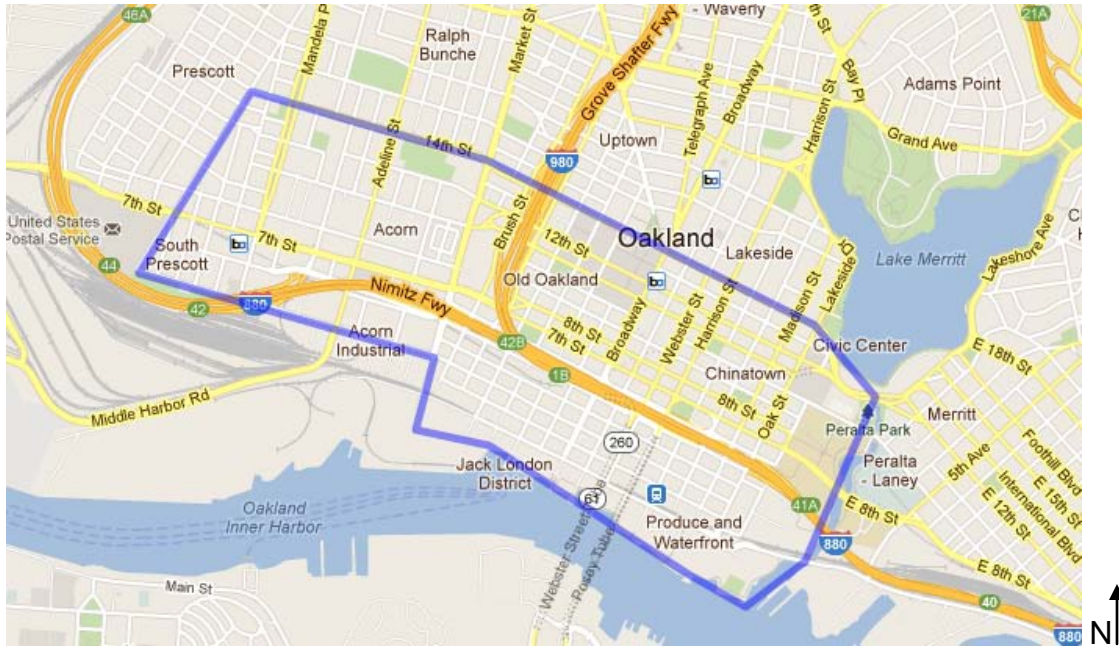 46A
Mandela P
Ralph
Bunche
Market St
Grove Shafter Fwy
- Waverly
21A
Prescott
Telegraph Ave
Broadway
Harrison St
Bay Pl
Adams Point
Adeline St
14th St
980
Uptown
Grand Ave
7th St
United States
Postal Service
South
Prescott
7th St
Acorn
Brush St
12th St
Oakland
Lakeside
Lakeside Dr
Lake Merritt
Lakeshore Ave
44
42
880
Nimitz Fwy
Old Oakland
Broadway
Webster St
Harrison St
Madison St
Acorn
Industrial
42B
8th St
7th St
Civic Center
E 18th St
1B
Chinatown
Middle Harbor Rd
8th St
Oak St
Peralta Park
Merritt
260
Peralta
- Laney
5th Ave
Foothill Blvd
E 15th St
International Blvd
E 12th St
Jack London
District
61
41A
E 8th St
Oakland
Inner Harbor
Produce and
Waterfront
880
E 8th St
Main St
Webster Street
Posey Tube
40
880
N